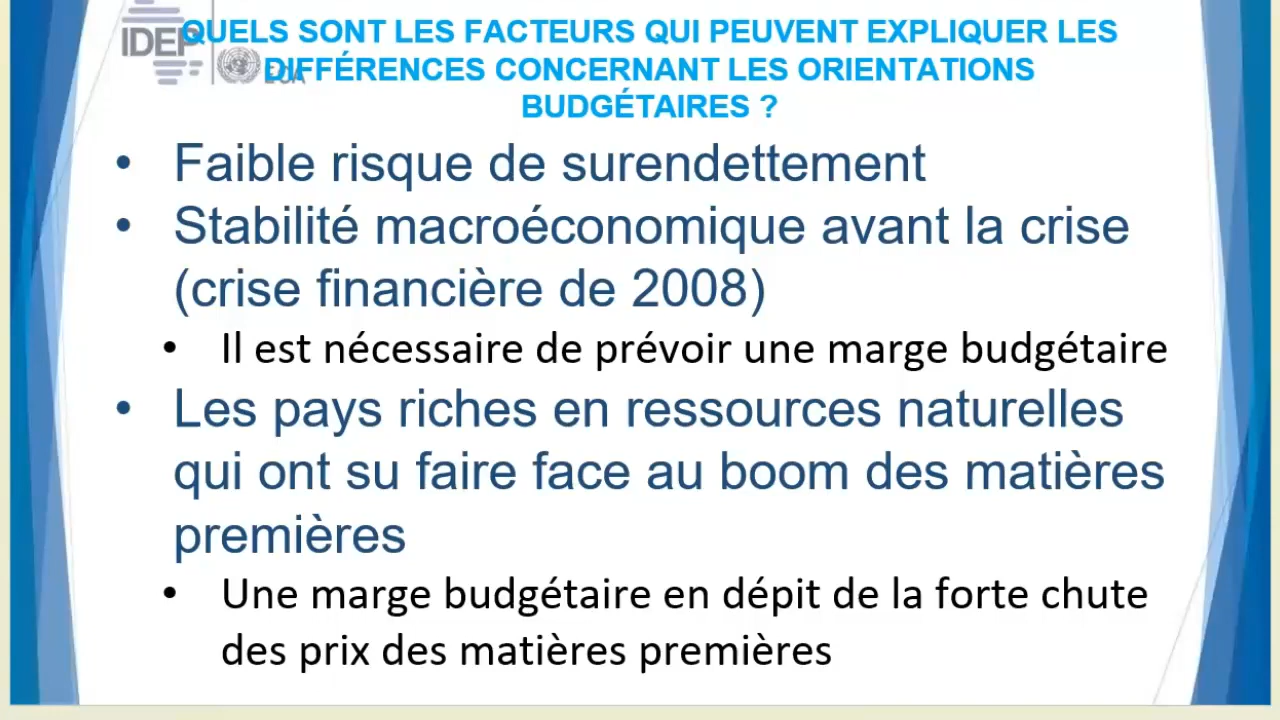 IDEP
ECA
QUELS SONT LES FACTEURS QUI PEUVENT EXPLIQUER LES
DIFFÉRENCES CONCERNANT LES ORIENTATIONS
BUDGÉTAIRES ?
• Faible risque de surendettement
• Stabilité macroéconomique avant la crise
(crise financière de 2008)
• Il est nécessaire de prévoir une marge budgétaire
• Les pays riches en ressources naturelles
qui ont su faire face au boom des matières
premières
• Une marge budgétaire en dépit de la forte chute
des prix des matières premières